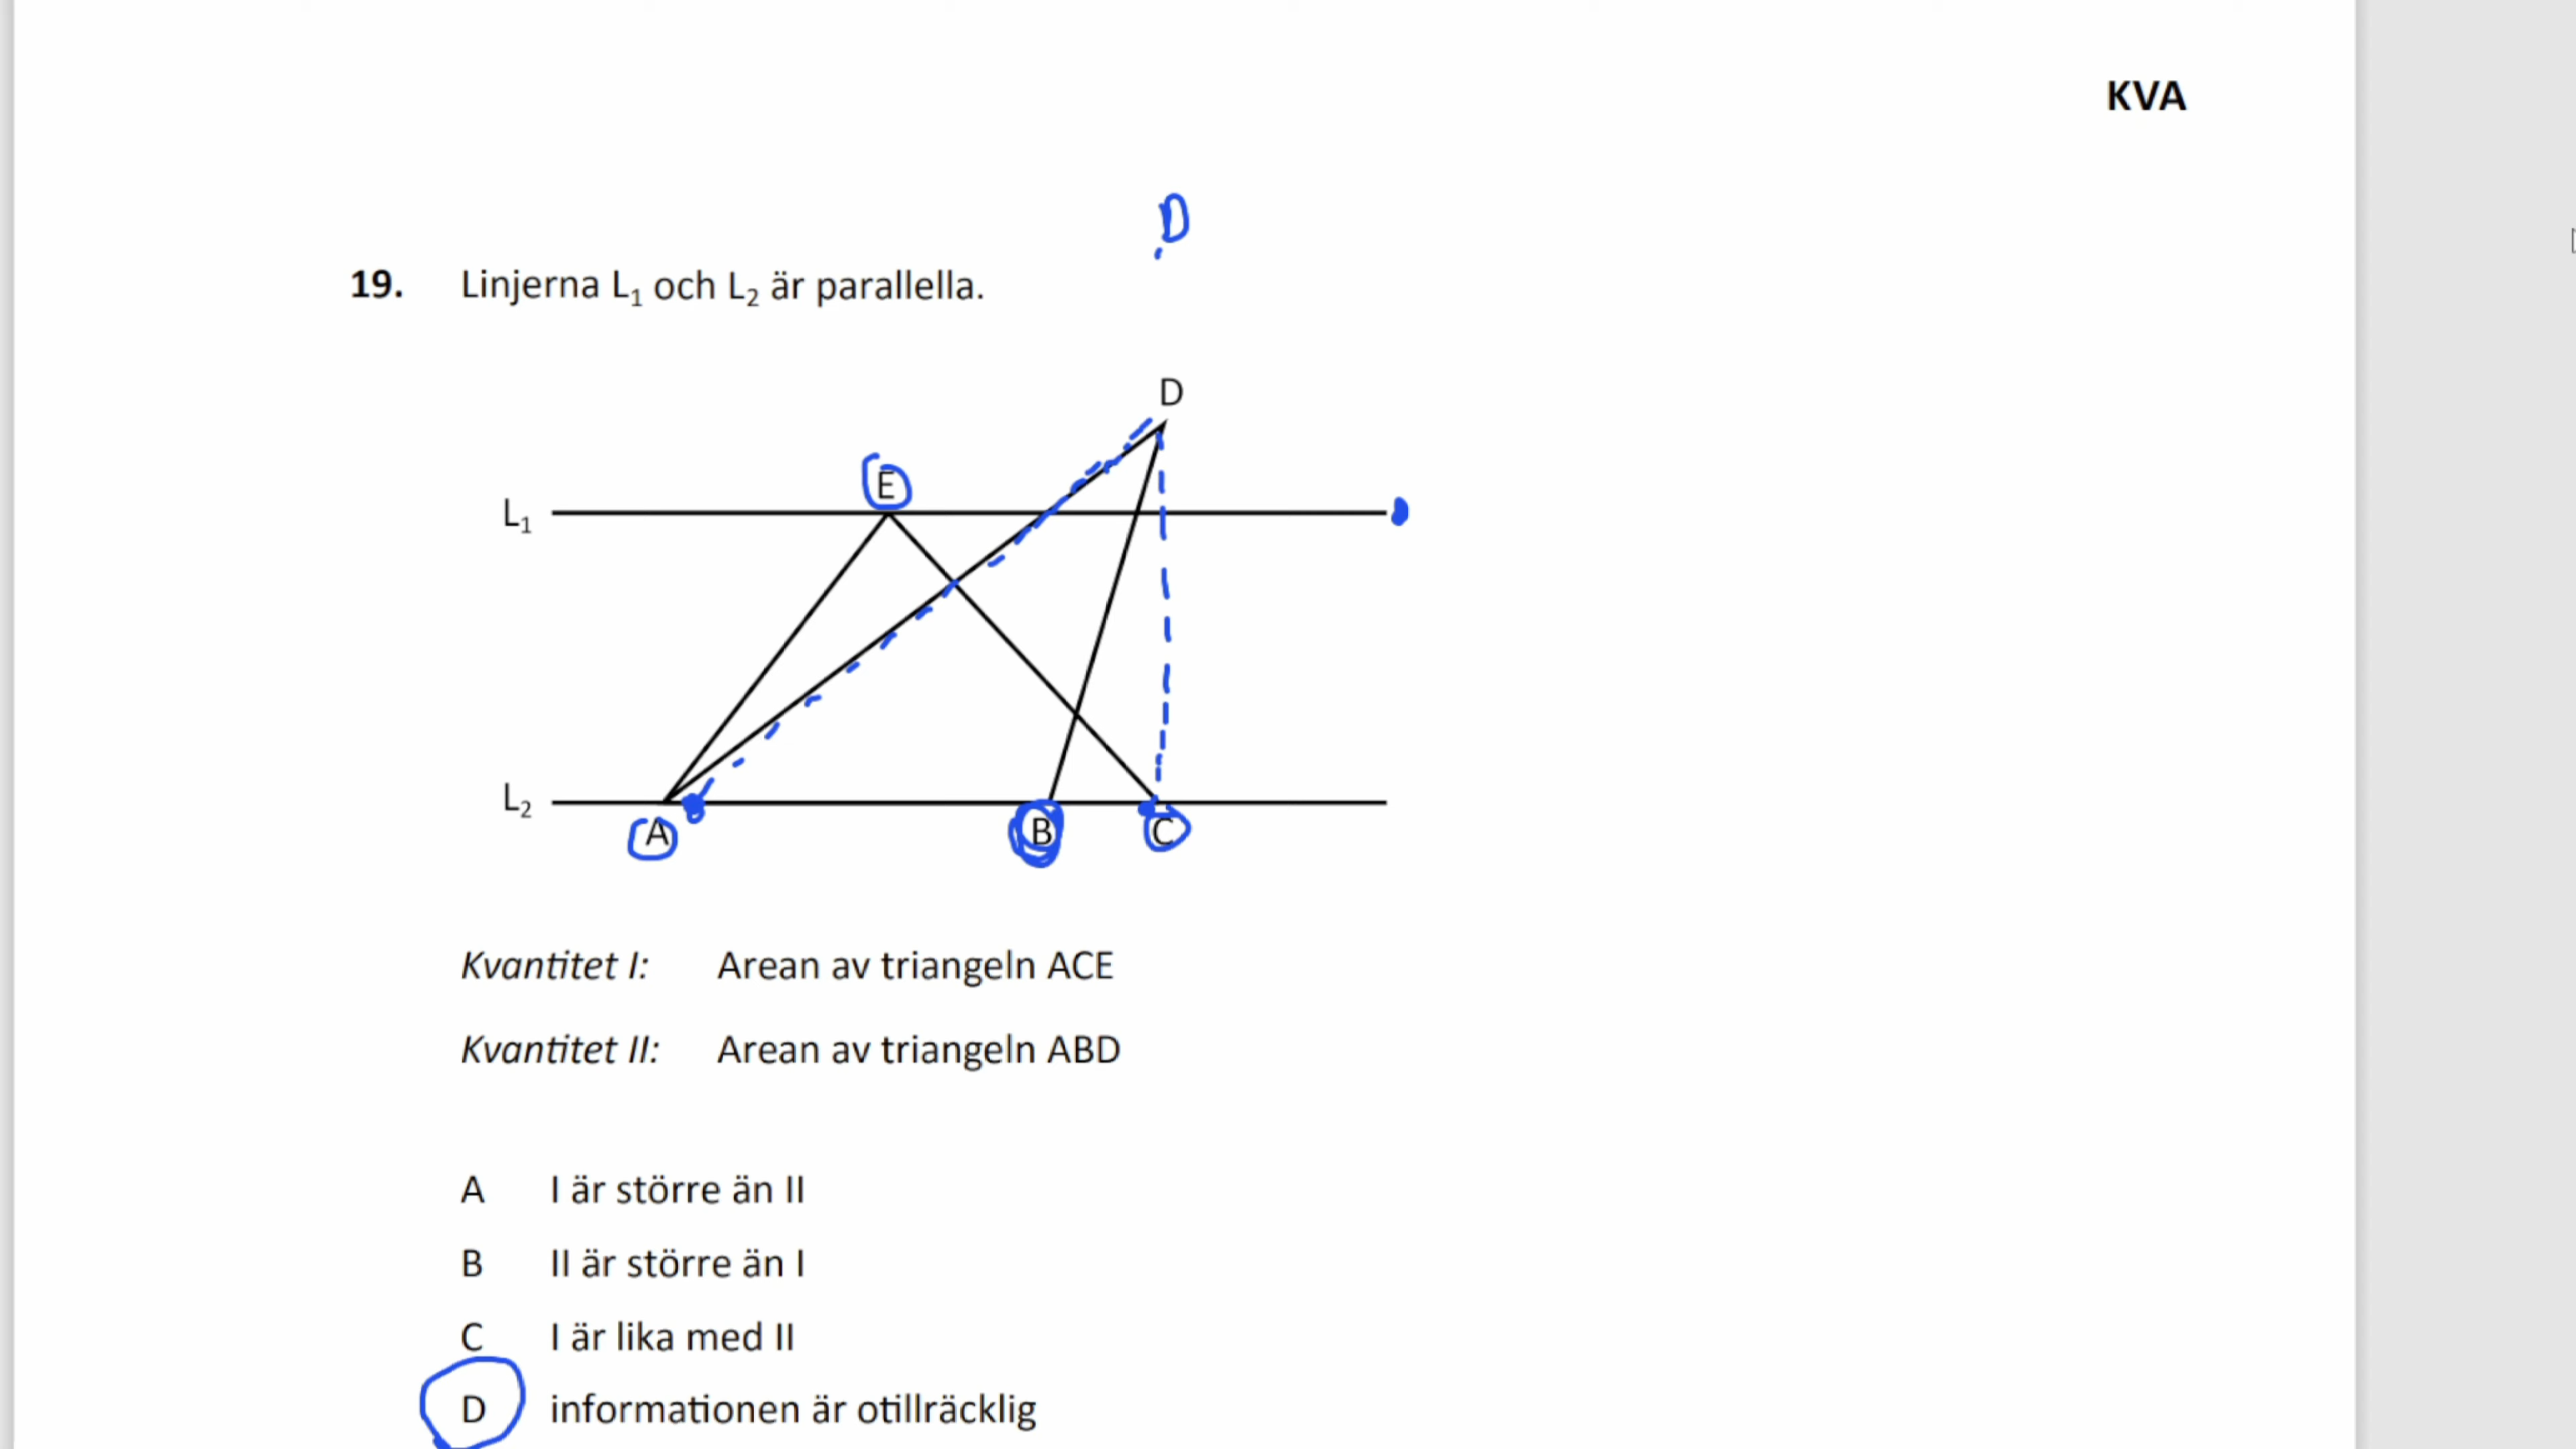 KVA
D
19. Linjerna L₁ och L₂ är parallella.
D
E
L₁
L₂
A B C
Kvantitet I: Arean av triangeln ACE
Kvantitet II: Arean av triangeln ABD
A I är större än II
B II är större än I
C I är lika med II
D informationen är otillräcklig